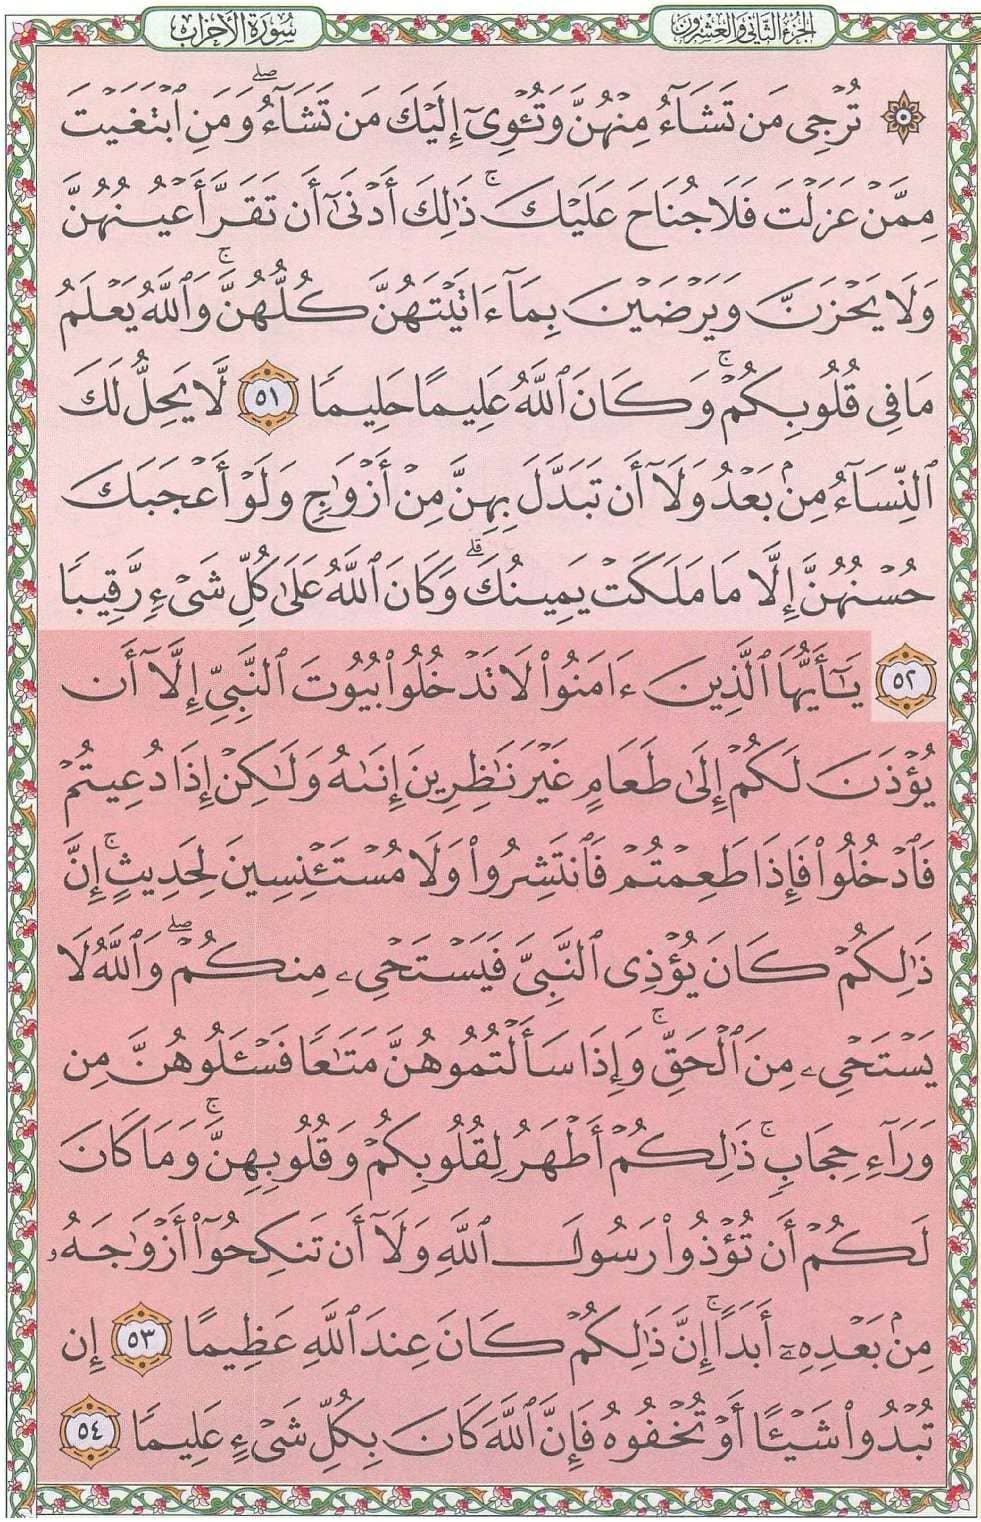 الجزء الثاني والعشرون
سورة الأحزاب
۞ تُرْجِى مَن تَشَآءُ مِنْهُنَّ وَتُـْٔوِىٓ إِلَيْكَ مَن تَشَآءُۖ وَمَنِ ٱبْتَغَيْتَ
مِمَّنْ عَزَلْتَ فَلَا جُنَاحَ عَلَيْكَۚ ذَٰلِكَ أَدْنَىٰٓ أَن تَقَرَّ أَعْيُنُهُنَّ
وَلَا يَحْزَنَّ وَيَرْضَيْنَ بِمَآ ءَاتَيْتَهُنَّ كُلُّهُنَّۚ وَٱللَّهُ يَعْلَمُ
مَا فِى قُلُوبِكُمْۚ وَكَانَ ٱللَّهُ عَلِيمًا حَلِيمًا ٥١ لَّا يَحِلُّ لَكَ
ٱلنِّسَآءُ مِنۢ بَعْدُ وَلَآ أَن تَبَدَّلَ بِهِنَّ مِنْ أَزْوَٰجٍ وَلَوْ أَعْجَبَكَ
حُسْنُهُنَّ إِلَّا مَا مَلَكَتْ يَمِينُكَۗ وَكَانَ ٱللَّهُ عَلَىٰ كُلِّ شَىْءٍ رَّقِيبًا
٥٢ يَـٰٓأَيُّهَا ٱلَّذِينَ ءَامَنُوا۟ لَا تَدْخُلُوا۟ بُيُوتَ ٱلنَّبِىِّ إِلَّآ أَن
يُؤْذَنَ لَكُمْ إِلَىٰ طَعَامٍ غَيْرَ نَـٰظِرِينَ إِنَىٰهُ وَلَـٰكِنْ إِذَا دُعِيتُمْ
فَٱدْخُلُوا۟ فَإِذَا طَعِمْتُمْ فَٱنتَشِرُوا۟ وَلَا مُسْتَـْٔنِسِينَ لِحَدِيثٍۚ إِنَّ
ذَٰلِكُمْ كَانَ يُؤْذِى ٱلنَّبِىَّ فَيَسْتَحْىِۦ مِنكُمْۖ وَٱللَّهُ لَا
يَسْتَحْىِۦ مِنَ ٱلْحَقِّۚ وَإِذَا سَأَلْتُمُوهُنَّ مَتَـٰعًا فَسْـَٔلُوهُنَّ مِن
وَرَآءِ حِجَابٍۚ ذَٰلِكُمْ أَطْهَرُ لِقُلُوبِكُمْ وَقُلُوبِهِنَّۚ وَمَا كَانَ
لَكُمْ أَن تُؤْذُوا۟ رَسُولَ ٱللَّهِ وَلَآ أَن تَنكِحُوٓا۟ أَزْوَٰجَهُۥ
مِنۢ بَعْدِهِۦٓ أَبَدًاۚ إِنَّ ذَٰلِكُمْ كَانَ عِندَ ٱللَّهِ عَظِيمًا ٥٣ إِن
تُبْدُوا۟ شَيْـًٔا أَوْ تُخْفُوهُ فَإِنَّ ٱللَّهَ كَانَ بِكُلِّ شَىْءٍ عَلِيمًا ٥٤